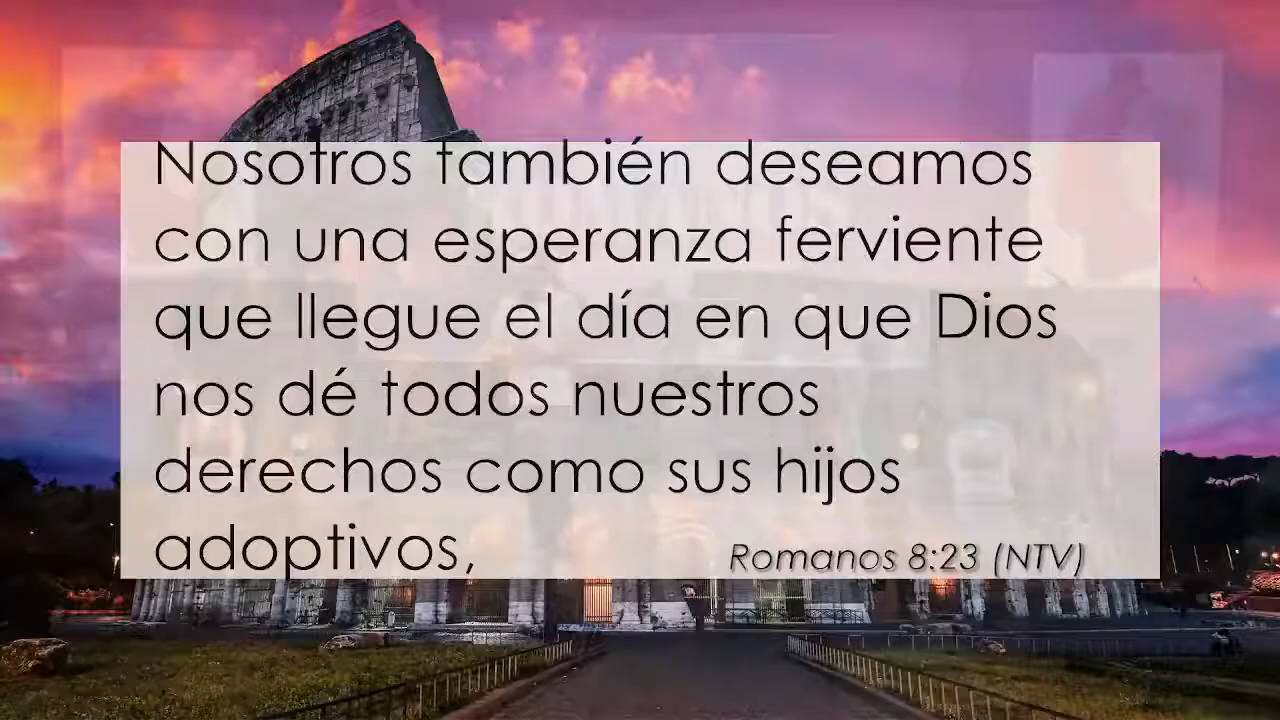 Nosotros también deseamos
con una esperanza ferviente
que llegue el día en que Dios
nos dé todos nuestros
derechos como sus hijos
adoptivos,
Romanos 8:23 (NTV)